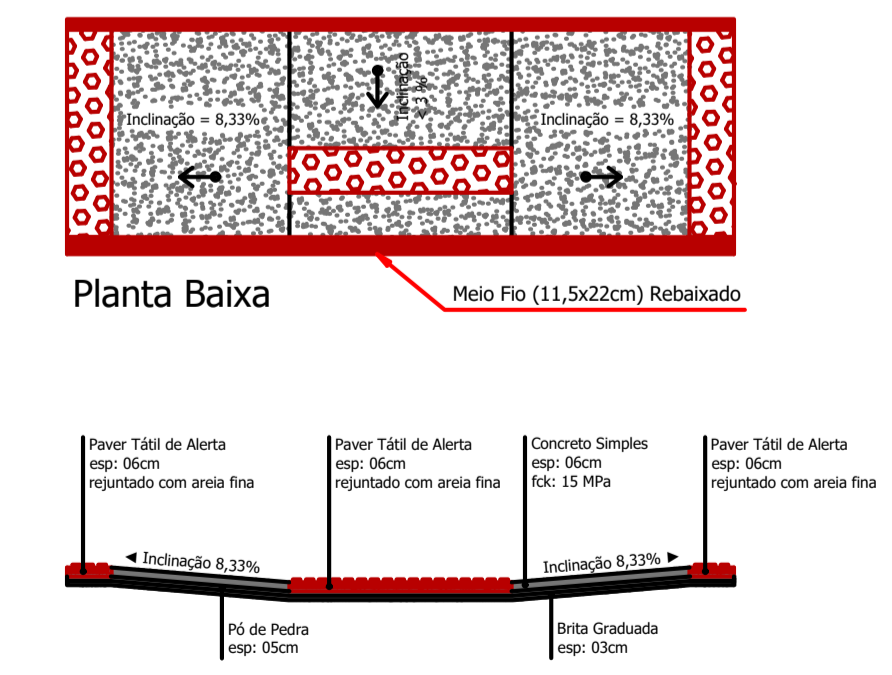 Inclinação = 8,33%
Inclinação
< 3 %
Inclinação = 8,33%
Planta Baixa
Meio Fio (11,5x22cm) Rebaixado
Paver Tátil de Alerta
esp: 06cm
rejuntado com areia fina
Paver Tátil de Alerta
esp: 06cm
rejuntado com areia fina
Concreto Simples
esp: 06cm
fck: 15 MPa
Paver Tátil de Alerta
esp: 06cm
rejuntado com areia fina
Inclinação 8,33%
Inclinação 8,33%
Pó de Pedra
esp: 05cm
Brita Graduada
esp: 03cm